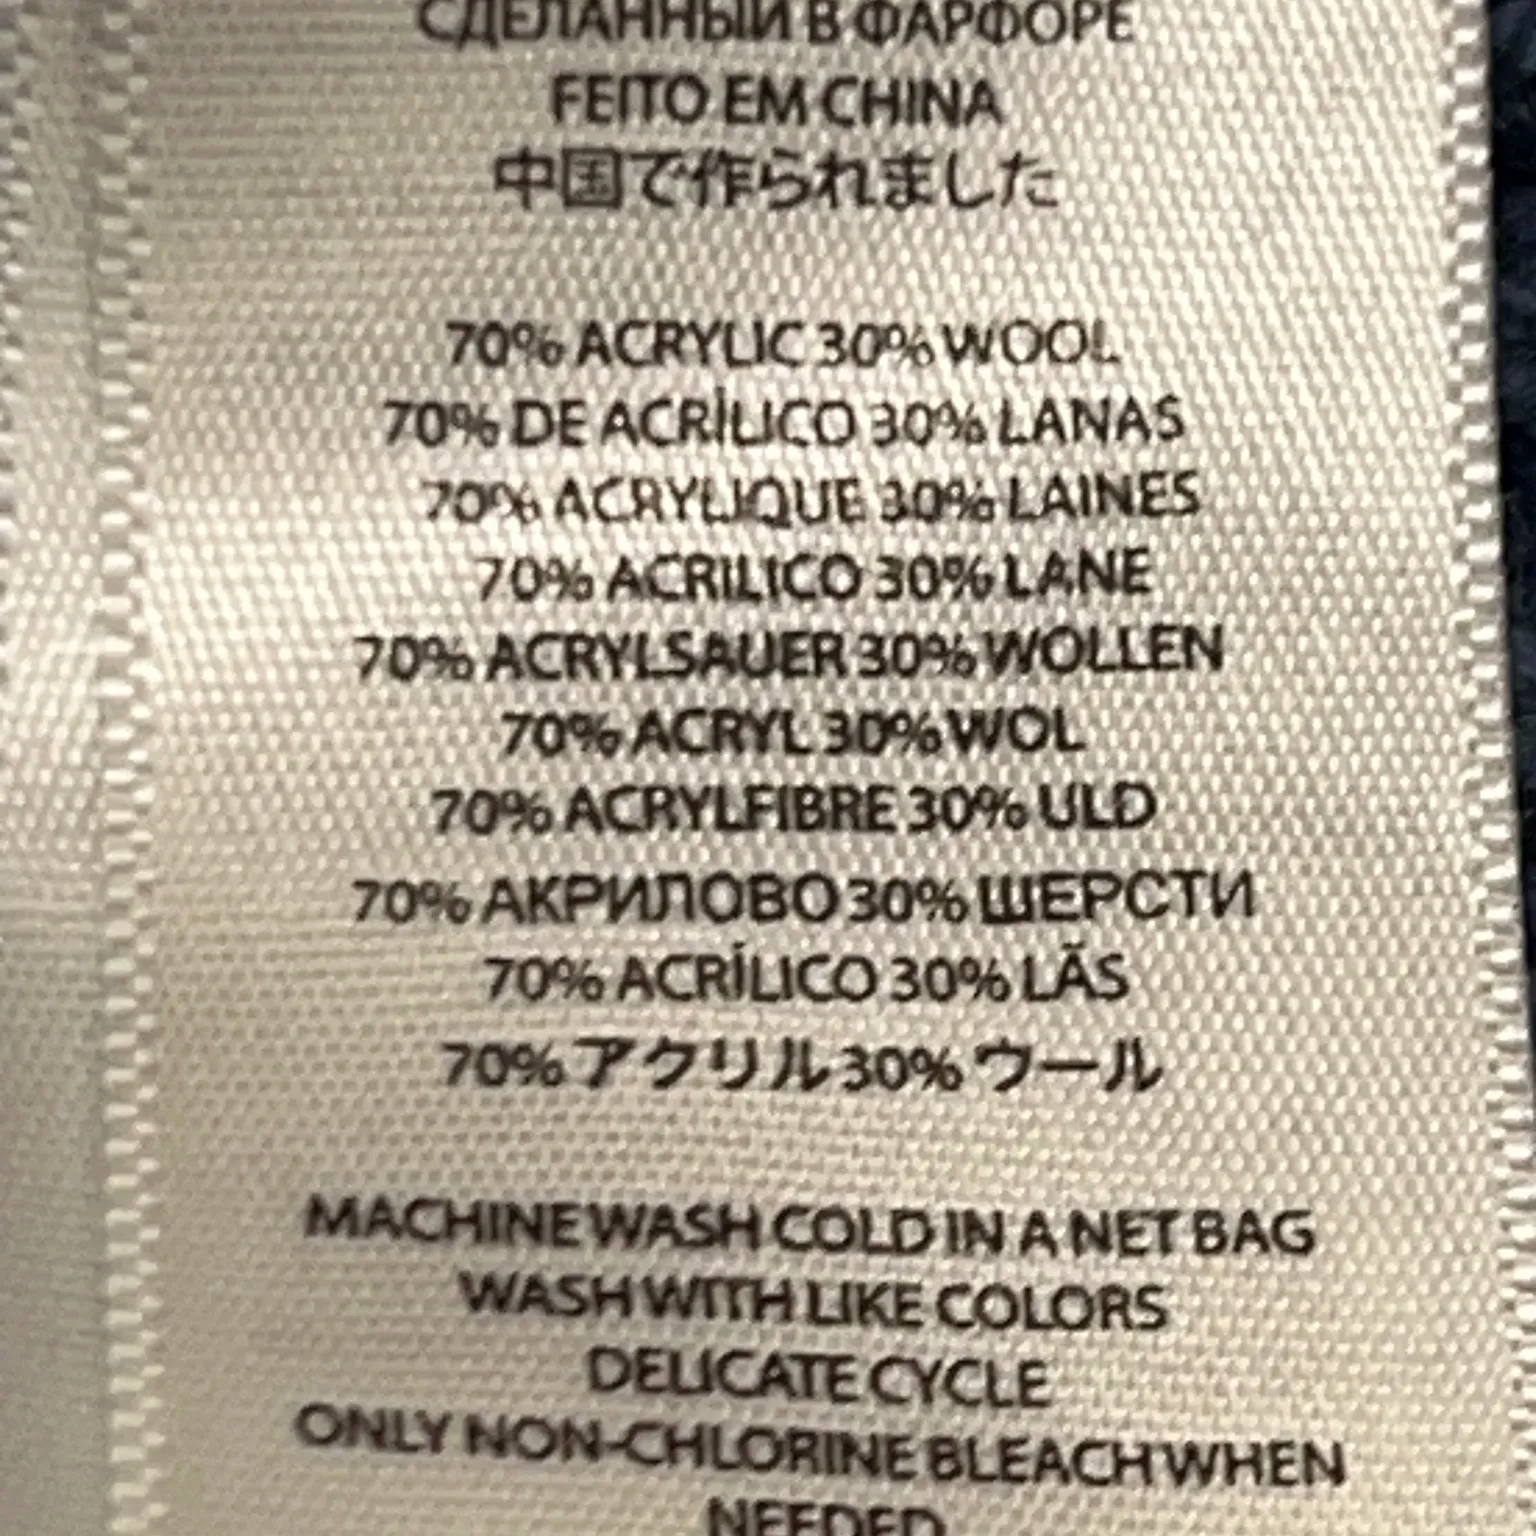 СДЕЛАННЫЙ В ФАРФОРЕ
FEITO EM CHINA
中国で作られました
70% ACRYLIC 30% WOOL
70% DE ACRÍLICO 30% LANAS
70% ACRYLIQUE 30% LAINES
70% ACRILICO 30% LANE
70% ACRYLSAUER 30% WOLLEN
70% ACRYL 30% WOL
70% ACRYLFIBRE 30% ULD
70% АКРИЛОВО 30% ШЕРСТИ
70% ACRÍLICO 30% LÃS
70% アクリル 30% ウール
MACHINE WASH COLD IN A NET BAG
WASH WITH LIKE COLORS
DELICATE CYCLE
ONLY NON-CHLORINE BLEACH WHEN
NEEDED